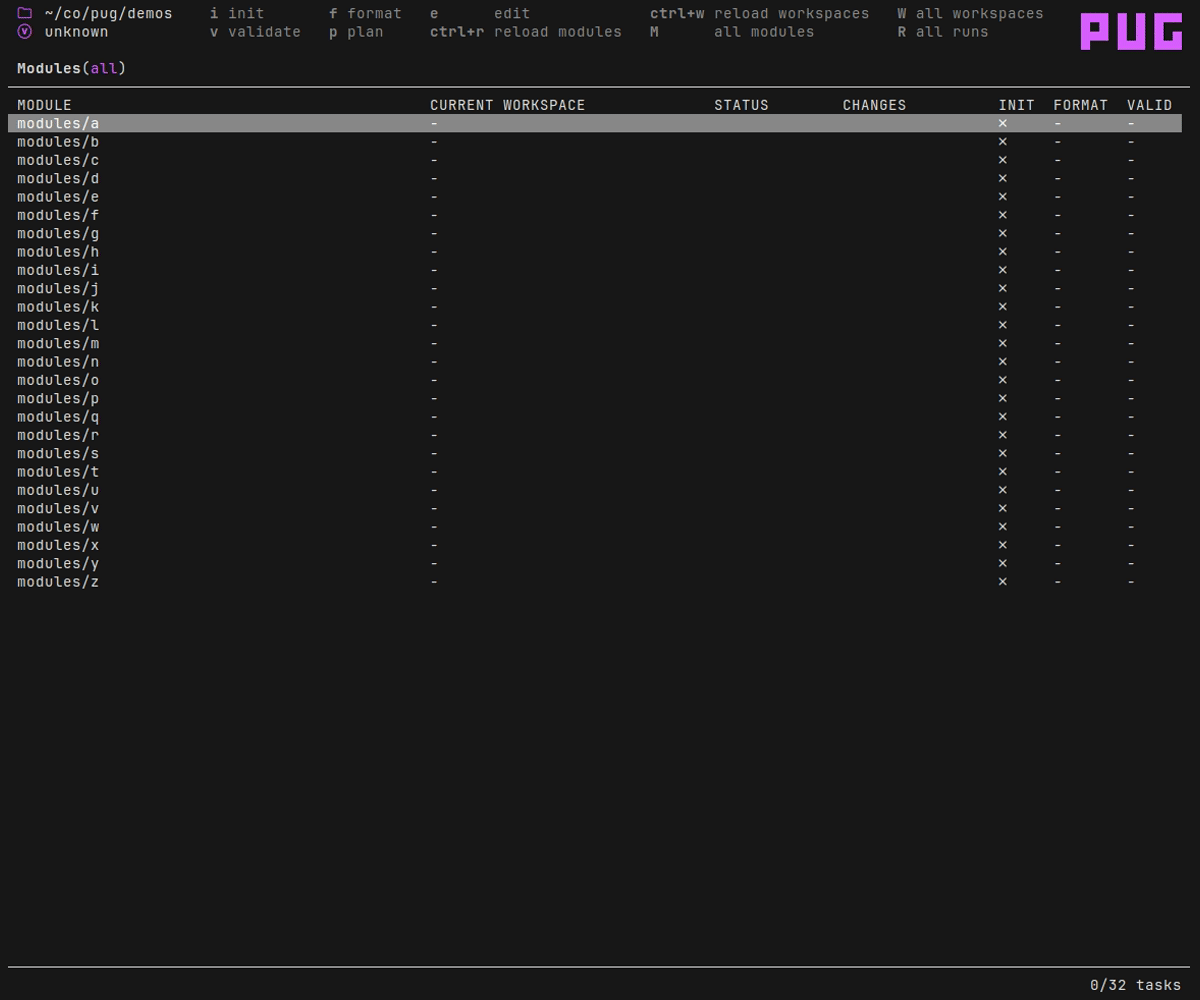 ~/co/pug/demos i init f format e edit ctrl+w reload workspaces W all workspaces
v unknown v validate p plan ctrl+r reload modules M all modules R all runs
PUG
Modules(all)
MODULE CURRENT WORKSPACE STATUS CHANGES INIT FORMAT VALID
modules/a - × - -
modules/b - × - -
modules/c - × - -
modules/d - × - -
modules/e - × - -
modules/f - × - -
modules/g - × - -
modules/h - × - -
modules/i - × - -
modules/j - × - -
modules/k - × - -
modules/l - × - -
modules/m - × - -
modules/n - × - -
modules/o - × - -
modules/p - × - -
modules/q - × - -
modules/r - × - -
modules/s - × - -
modules/t - × - -
modules/u - × - -
modules/v - × - -
modules/w - × - -
modules/x - × - -
modules/y - × - -
modules/z - × - -
0/32 tasks